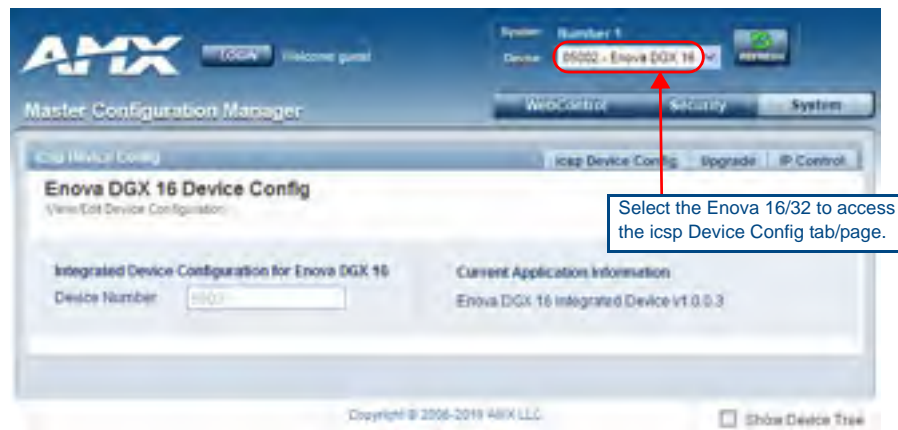 AMX
LOGIN Welcome guest
System Number 1
Device 05002 - Enova DGX 16
REFRESH
Master Configuration Manager
WebControl Security System
icsp Device Config
icsp Device Config Upgrade IP Control
Enova DGX 16 Device Config
View/Edit Device Configuration
Select the Enova 16/32 to access
the icsp Device Config tab/page.
Integrated Device Configuration for Enova DGX 16
Current Application Information
Device Number
Enova DGX 16 Integrated Device v1.0.0.3
Copyright © 2006-2010 AMX LLC
Show Device Tree